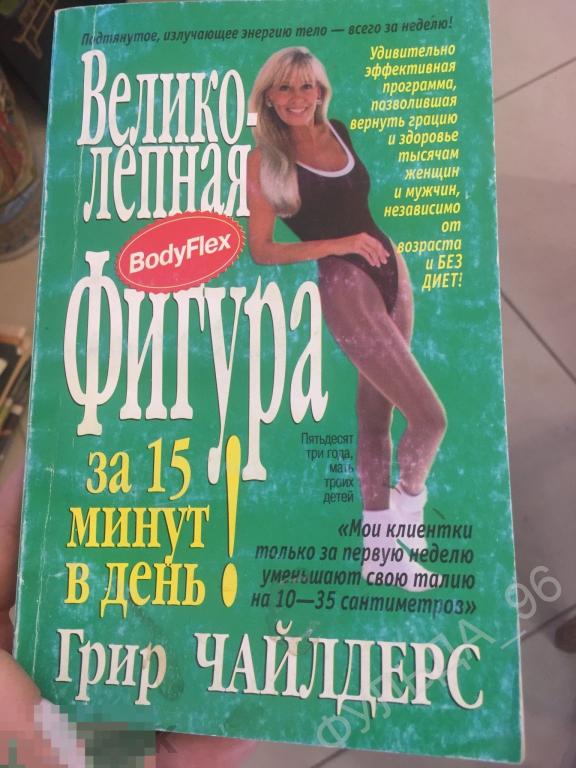 Подтянутое, излучающее энергию тело — всего за неделю!
Велико-
лепная
BodyFlex
Фигура
за 15
минут
в день!
Удивительно
эффективная
программа,
позволившая
вернуть грацию
и здоровье
тысячам
женщин
и мужчин,
независимо
от
возраста
и БЕЗ
ДИЕТ!
Пятьдесят
три года,
мать
троих
детей
«Мои клиентки
только за первую неделю
уменьшают свою талию
на 10—35 сантиметров»
Грир ЧАЙЛДЕРС